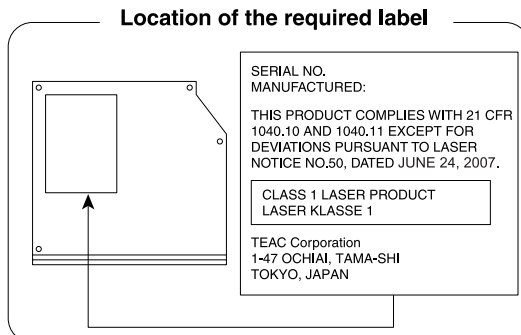 Location of the required label
SERIAL NO.
MANUFACTURED:
THIS PRODUCT COMPLIES WITH 21 CFR
1040.10 AND 1040.11 EXCEPT FOR
DEVIATIONS PURSUANT TO LASER
NOTICE NO.50, DATED JUNE 24, 2007.
CLASS 1 LASER PRODUCT
LASER KLASSE 1
TEAC Corporation
1-47 OCHIAI, TAMA-SHI
TOKYO, JAPAN